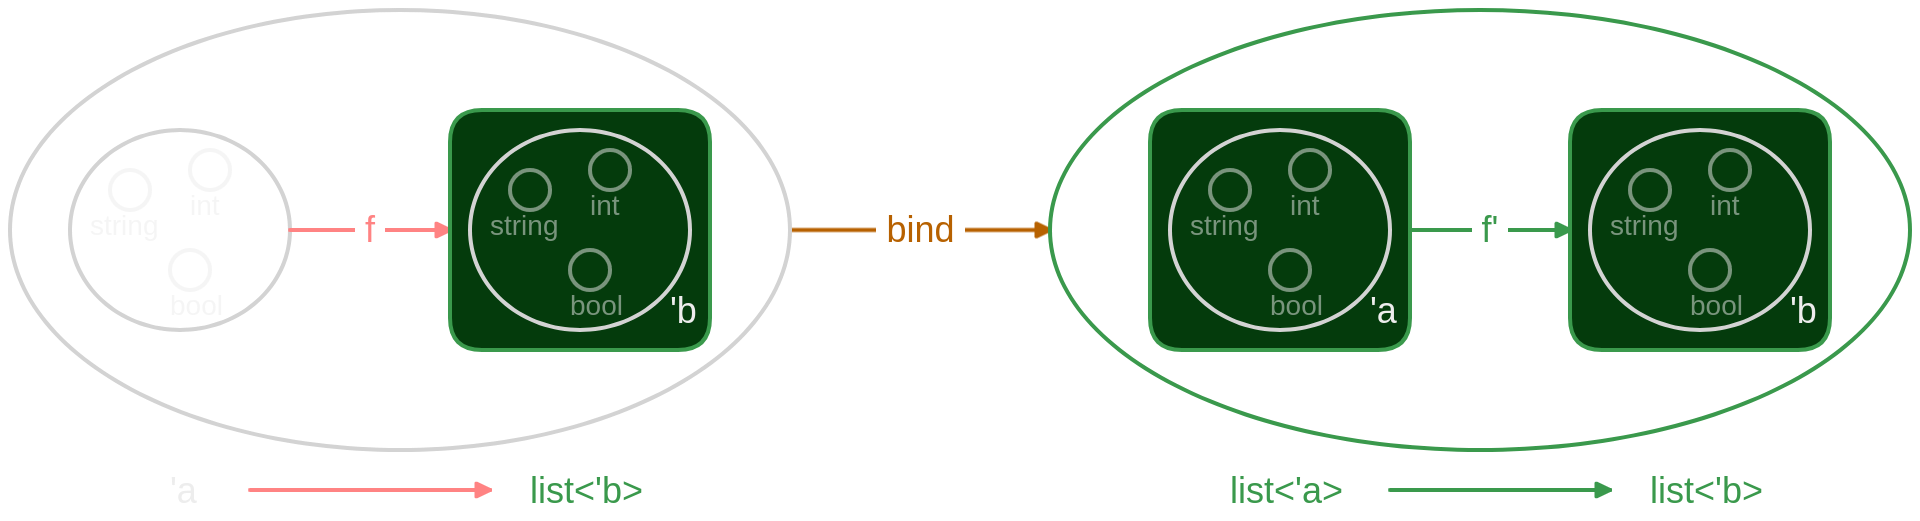 int
string
bool
f
int
string
bool
'b
bind
int
string
bool
'a
f'
int
string
bool
'b
'a
list<'b>
list<'a>
list<'b>